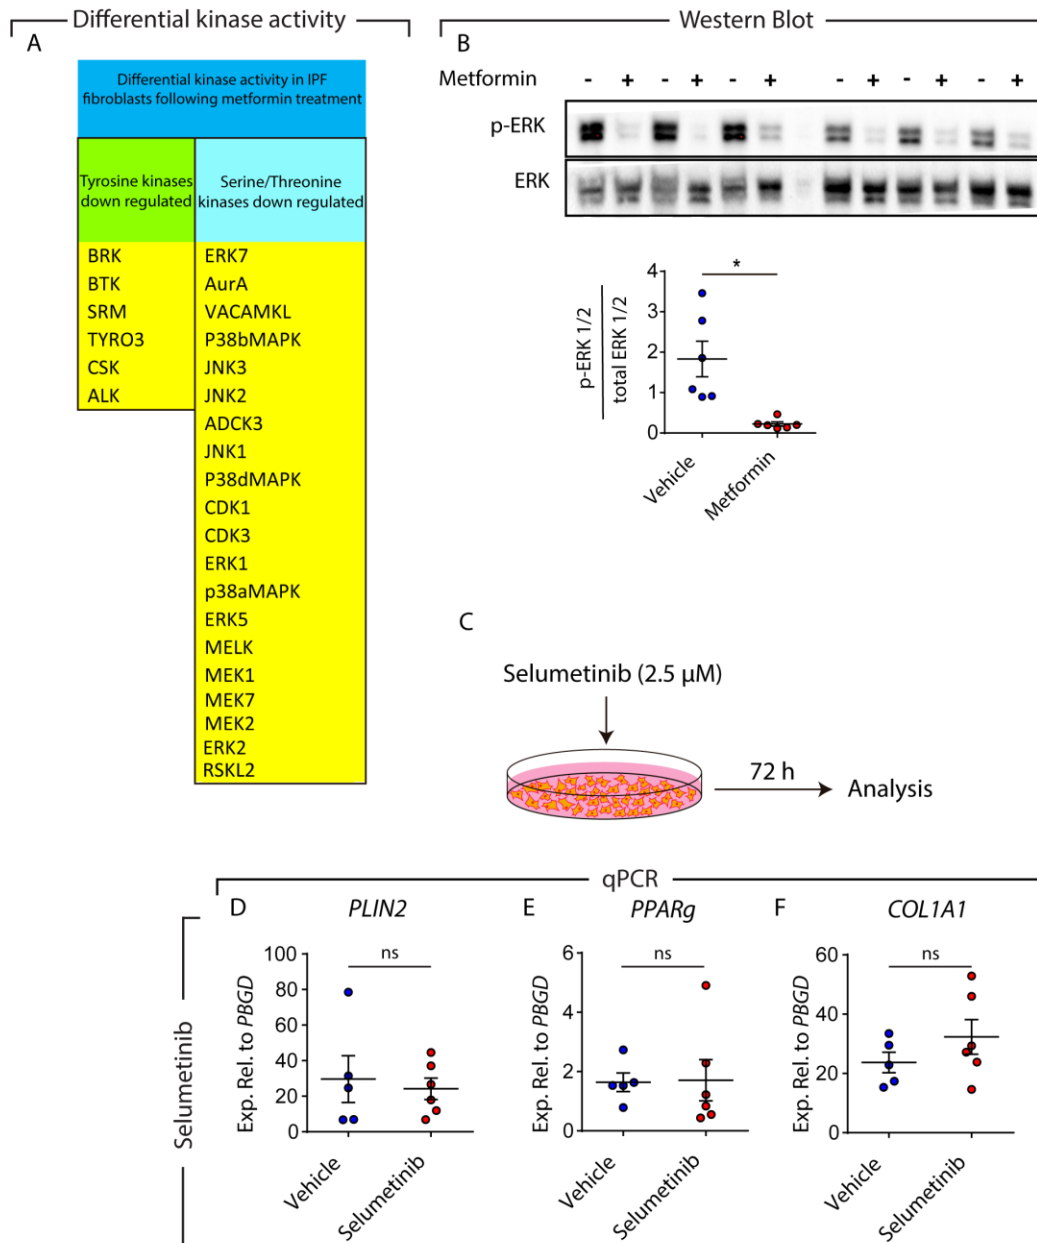 Differential kinase activity
A
Differential kinase activity in IPF
fibroblasts following metformin treatment
Tyrosine kinases
down regulated
Serine/Threonine
kinases down regulated
BRK
BTK
SRM
TYRO3
CSK
ALK
ERK7
AurA
VACAMKL
P38bMAPK
JNK3
JNK2
ADCK3
JNK1
P38dMAPK
CDK1
CDK3
ERK1
p38aMAPK
ERK5
MELK
MEK1
MEK7
MEK2
ERK2
RSKL2
Western Blot
B
Metformin - + - + - + - + - + - +
p-ERK
ERK
p-ERK 1/2
total ERK 1/2
4
3
2
1
0
*
Vehicle
Metformin
C
Selumetinib (2.5 µM)
72 h
Analysis
qPCR
Selumetinib
D
PLIN2
ns
Exp. Rel. to PBGD
100
80
60
40
20
0
Vehicle
Selumetinib
E
PPARg
ns
Exp. Rel. to PBGD
6
4
2
0
Vehicle
Selumetinib
F
COL1A1
ns
Exp. Rel. to PBGD
60
40
20
0
Vehicle
Selumetinib